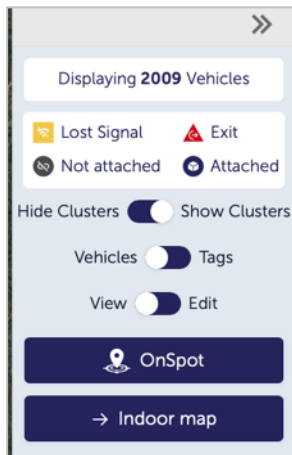 Displaying 2009 Vehicles
Lost Signal Exit
Not attached Attached
Hide Clusters Show Clusters
Vehicles Tags
View Edit
OnSpot
→ Indoor map